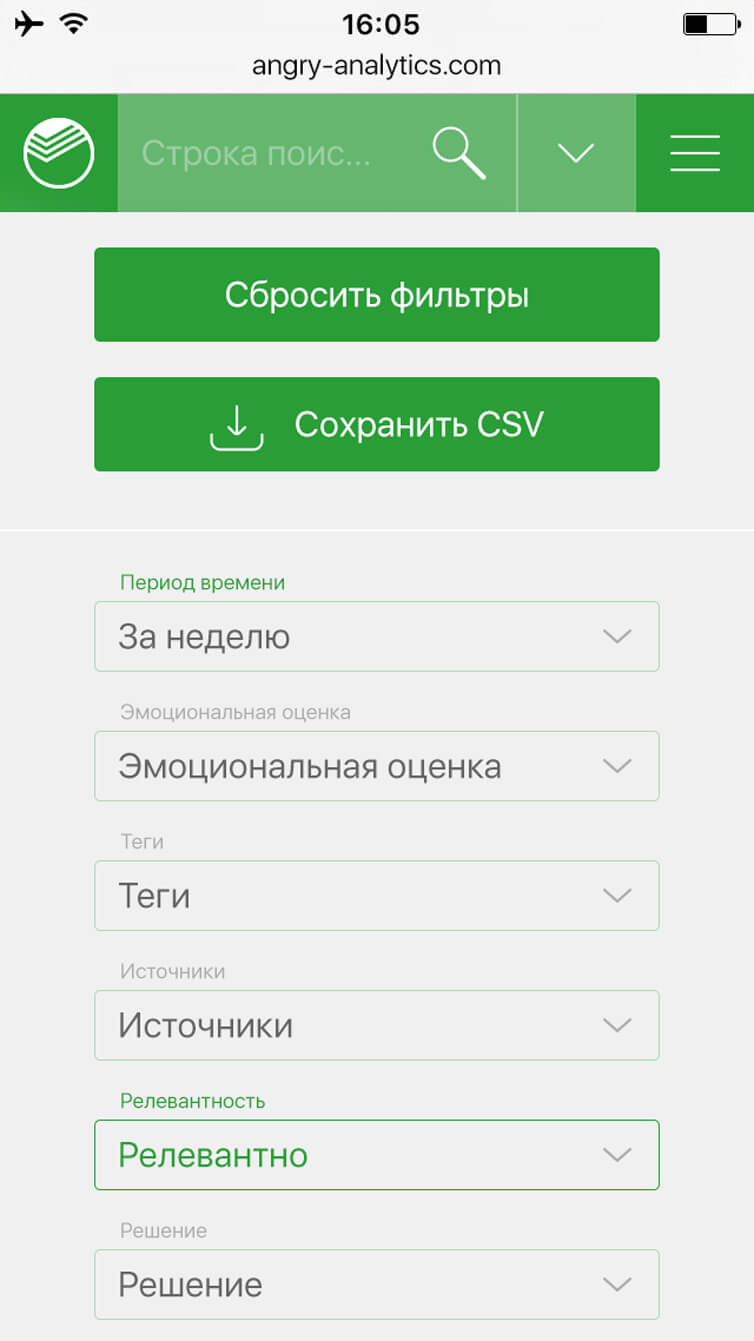 16:05
angry-analytics.com
Строка поис...
Сбросить фильтры
Сохранить CSV
Период времени
За неделю
Эмоциональная оценка
Эмоциональная оценка
Теги
Теги
Источники
Источники
Релевантность
Релевантно
Решение
Решение